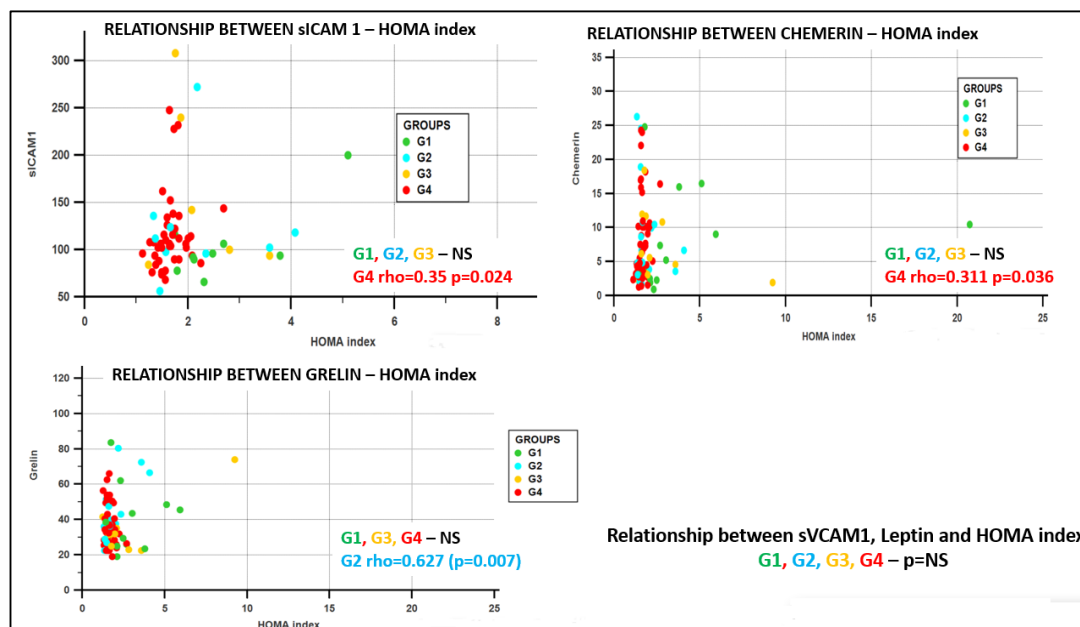 RELATIONSHIP BETWEEN sICAM 1 – HOMA index
300
250
200
150
100
50
sICAM1
0
2
4
6
8
HOMA index
GROUPS
G1
G2
G3
G4
G1, G2, G3 – NS
G4 rho=0.35 p=0.024
RELATIONSHIP BETWEEN CHEMERIN – HOMA index
35
30
25
20
15
10
5
0
Chemerin
0
5
10
15
20
25
HOMA index
GROUPS
G1
G2
G3
G4
G1, G2, G3 – NS
G4 rho=0.311 p=0.036
RELATIONSHIP BETWEEN GRELIN – HOMA index
120
100
80
60
40
20
0
Grelin
0
5
10
15
20
25
HOMA index
GROUPS
G1
G2
G3
G4
G1, G3, G4 – NS
G2 rho=0.627 (p=0.007)
Relationship between sVCAM1, Leptin and HOMA index
G1, G2, G3, G4 – p=NS